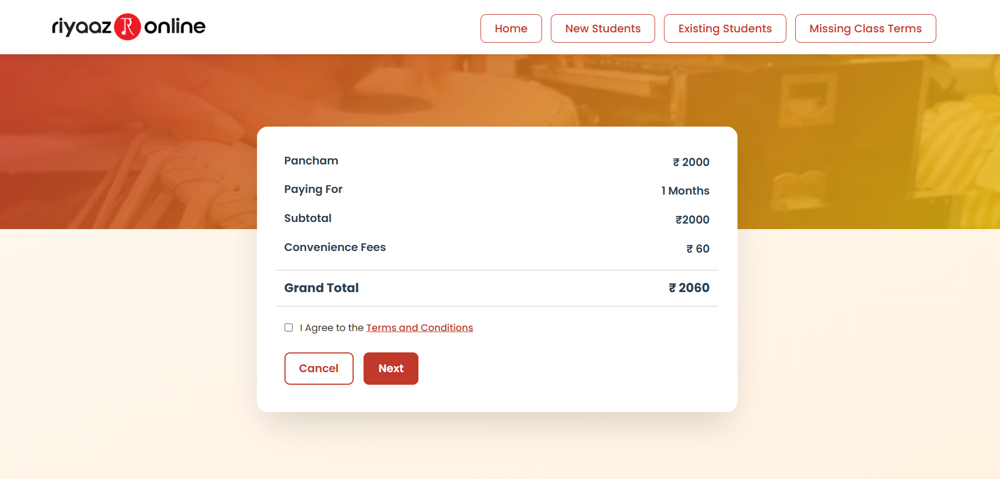 riyaaz R online
Home
New Students
Existing Students
Missing Class Terms
Pancham ₹ 2000
Paying For 1 Months
Subtotal ₹2000
Convenience Fees ₹ 60
Grand Total ₹ 2060
I Agree to the Terms and Conditions
Cancel
Next